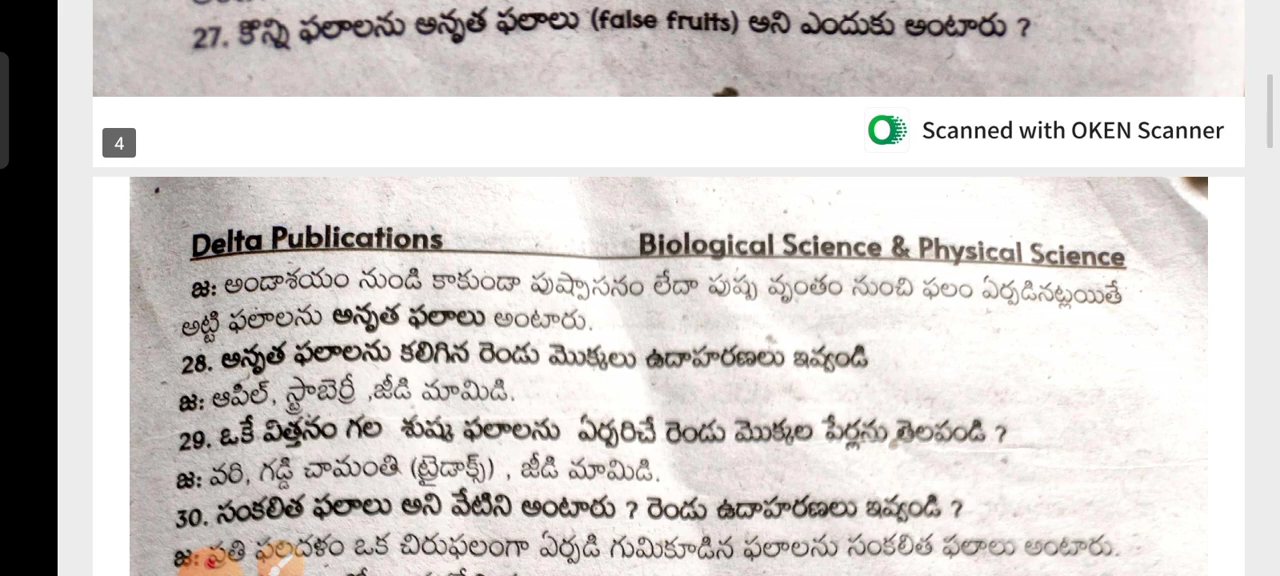 27. కొన్ని ఫలాలను అనృత ఫలాలు (false fruits) అని ఎందుకు అంటారు ?
4
Scanned with OKEN Scanner
Delta Publications Biological Science & Physical Science
జ: అండాశయం నుండి కాకుండా పుష్పాసనం లేదా పుష్ప వృంతం నుంచి ఫలం ఏర్పడినట్లయితే
అట్టి ఫలాలను అనృత ఫలాలు అంటారు.
28. అనృత ఫలాలను కలిగిన రెండు మొక్కలు ఉదాహరణలు ఇవ్వండి
జ: ఆపిల్, స్ట్రాబెర్రీ ,జీడి మామిడి.
29. ఒకే విత్తనం గల శుష్క ఫలాలను ఏర్పరిచే రెండు మొక్కల పేర్లను తెలపండి ?
జ: వరి, గడ్డి చామంతి (ట్రైడాక్స్) , జీడి మామిడి.
30. సంకలిత ఫలాలు అని వేటిని అంటారు ? రెండు ఉదాహరణలు ఇవ్వండి ?
జ: ప్రతి ఫలదళం ఒక చిరుఫలంగా ఏర్పడి గుమికూడిన ఫలాలను సంకలిత ఫలాలు అంటారు.